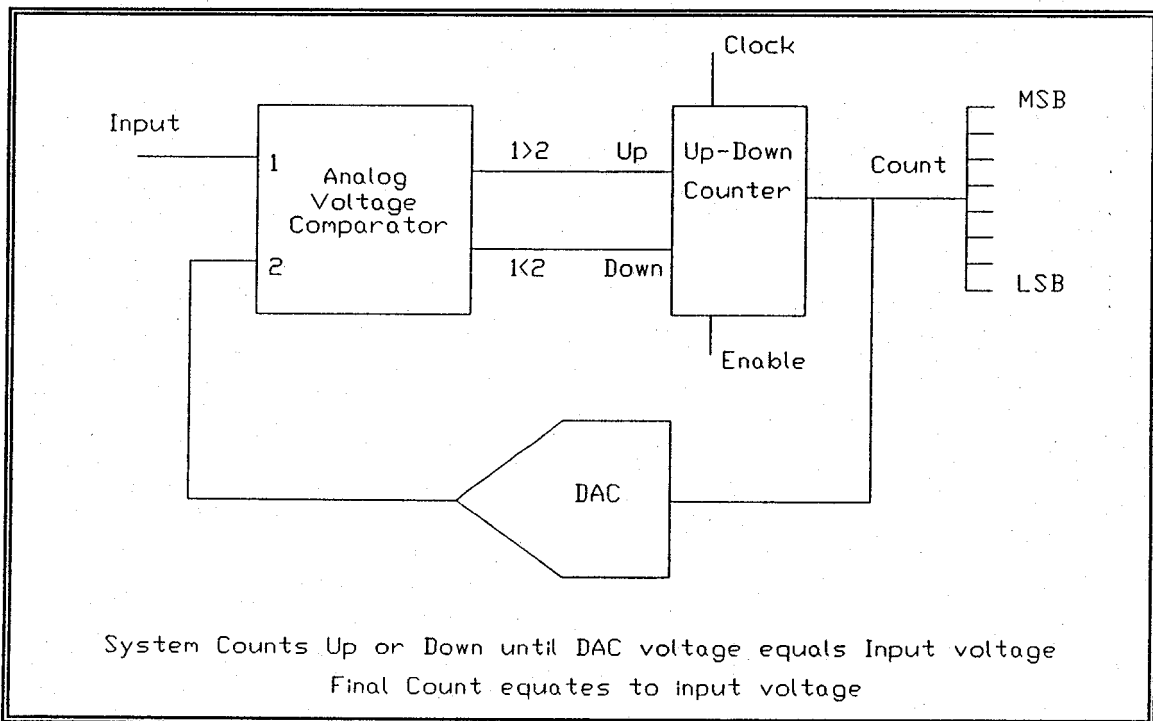 Clock
MSB
Input
1
1>2 Up
Up-Down
Counter
Count
Analog
Voltage
Comparator
2
1<2 Down
LSB
Enable
DAC
System Counts Up or Down until DAC voltage equals Input voltage
Final Count equates to input voltage